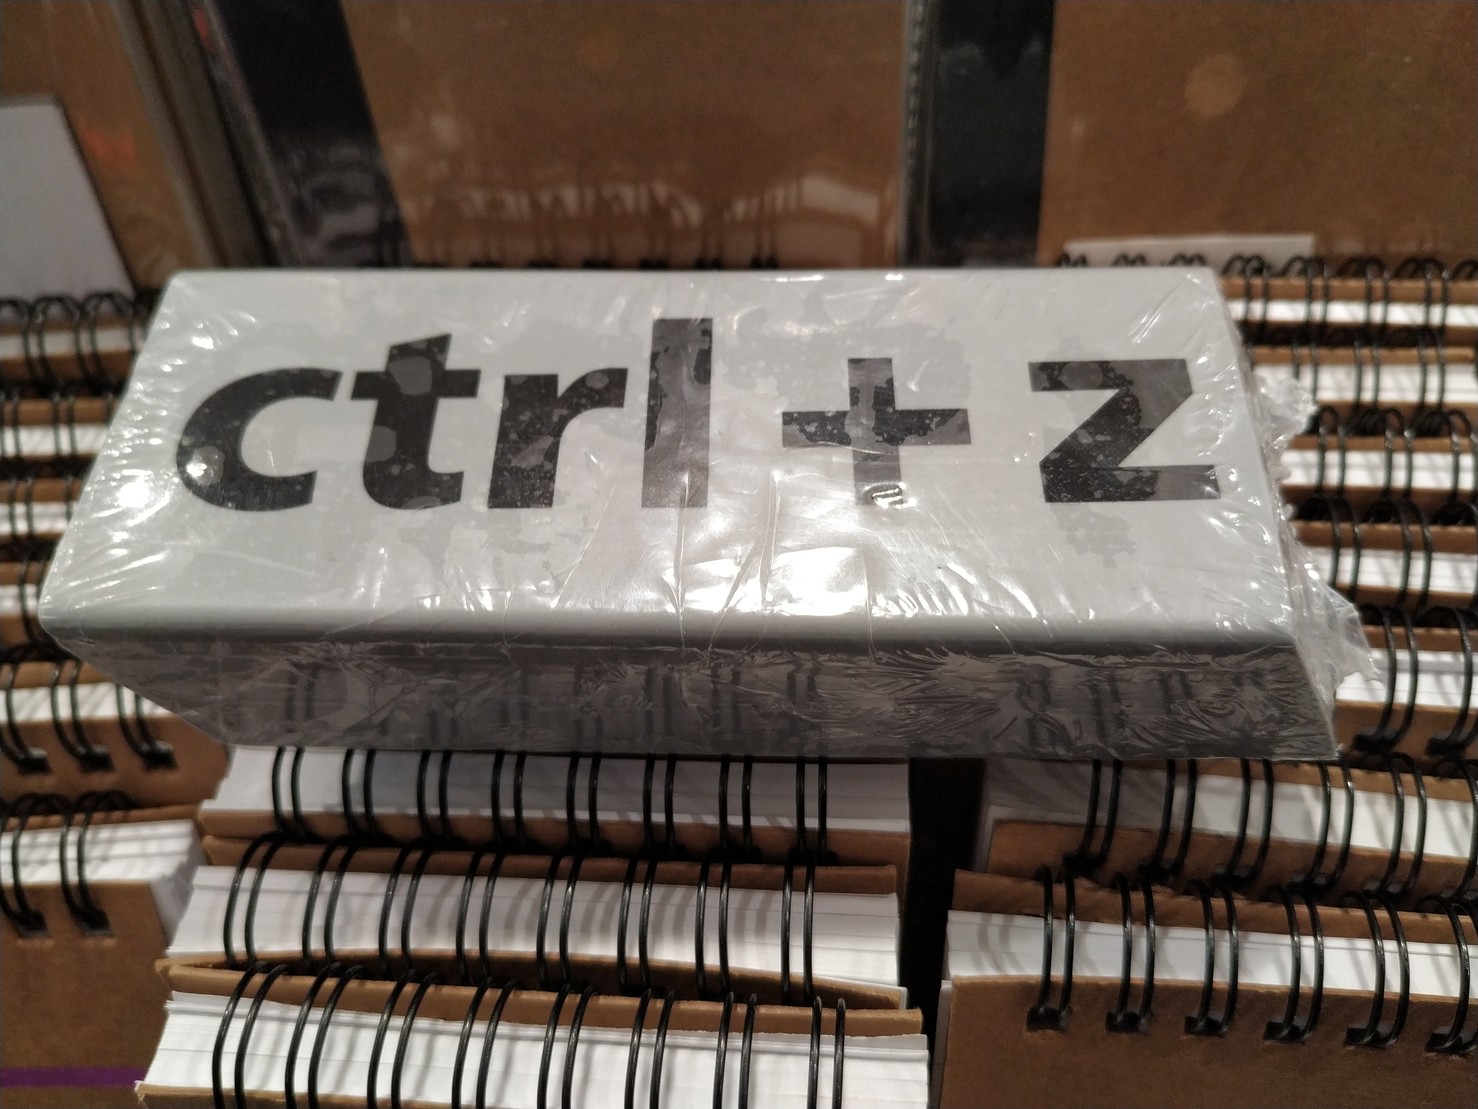 ctrl + z